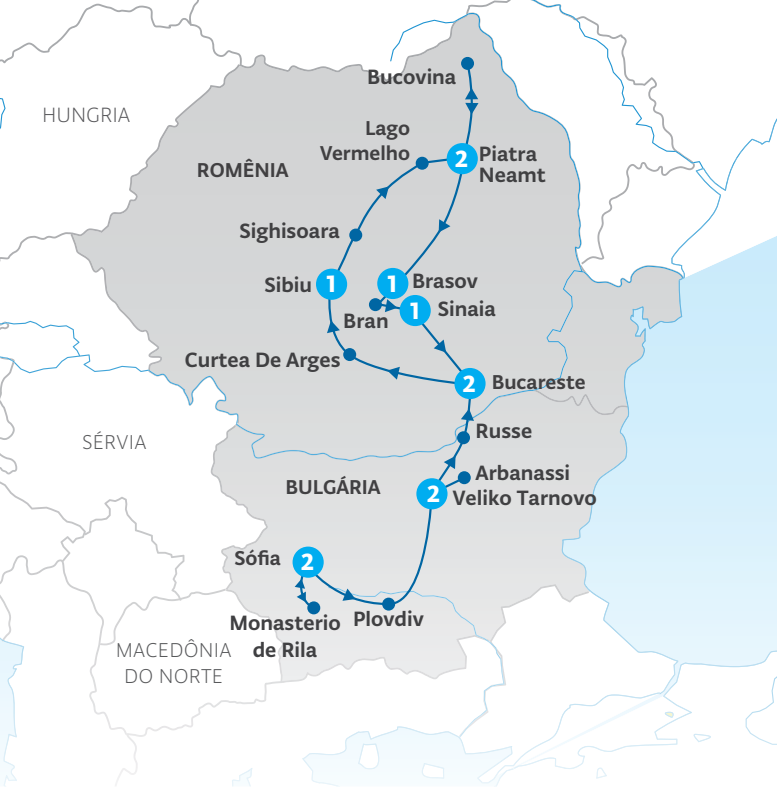 Bucovina
HUNGRIA
Lago
Vermelho
2
Piatra
Neamt
ROMÊNIA
Sighisoara
Sibiu
1
1
Brasov
Bran
1
Sinaia
Curtea De Arges
2
Bucareste
Russe
SÉRVIA
Arbanassi
BULGÁRIA
2
Veliko Tarnovo
Sófia
2
Monasterio
de Rila
Plovdiv
MACEDÔNIA
DO NORTE